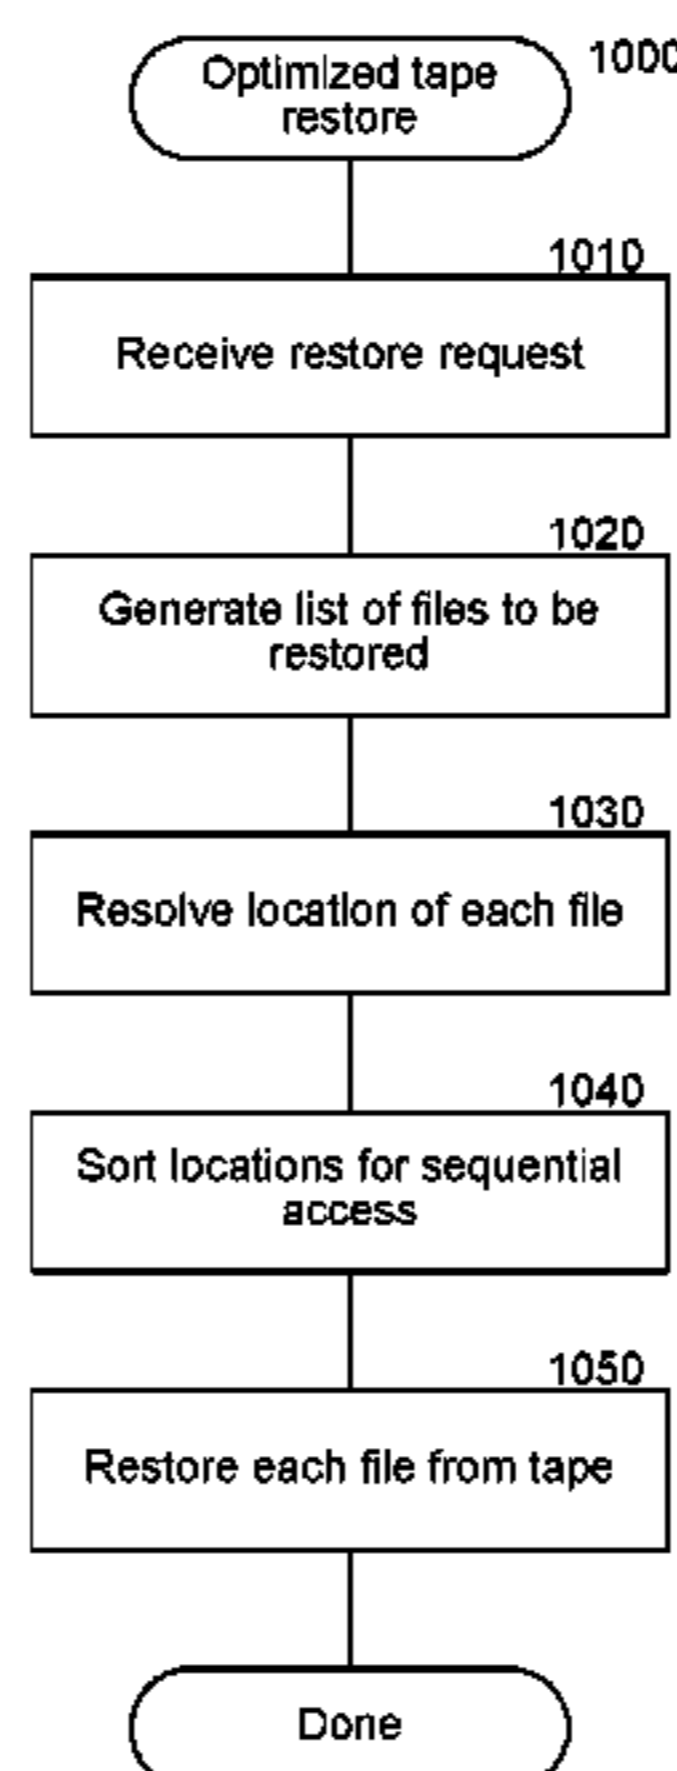 Optimized tape
restore
1000
1010
Receive restore request
1020
Generate list of files to be
restored
1030
Resolve location of each file
1040
Sort locations for sequential
access
1050
Restore each file from tape
Done